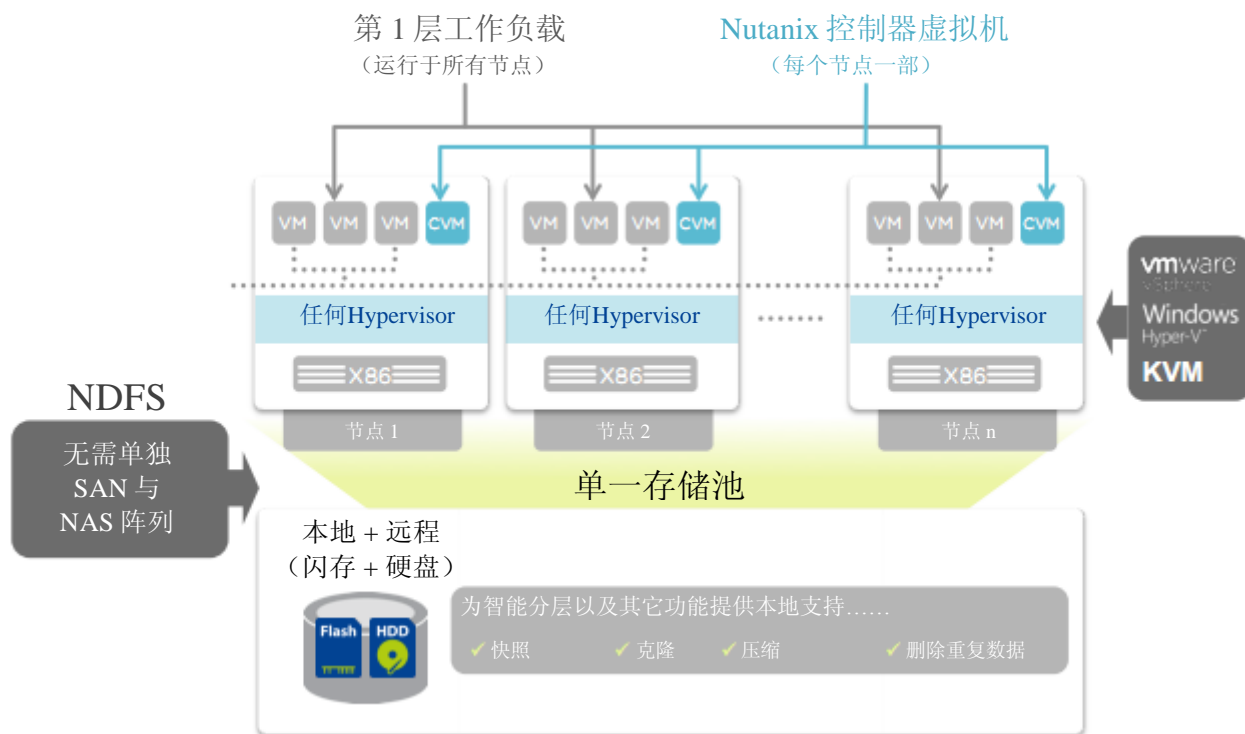 第 1 层工作负载
（运行于所有节点）
Nutanix 控制器虚拟机
（每个节点一部）
VM VM VM CVM
VM VM VM CVM
VM VM VM CVM
任何Hypervisor
任何Hypervisor
........
任何Hypervisor
X86
X86
X86
节点 1
节点 2
节点 n
vmware
vSphere
Windows
Hyper-V™
KVM
NDFS
无需单独
SAN 与
NAS 阵列
单一存储池
本地 + 远程
（闪存 + 硬盘）
Flash HDD
为智能分层以及其它功能提供本地支持……
✓ 快照 ✓ 克隆 ✓ 压缩 ✓ 删除重复数据